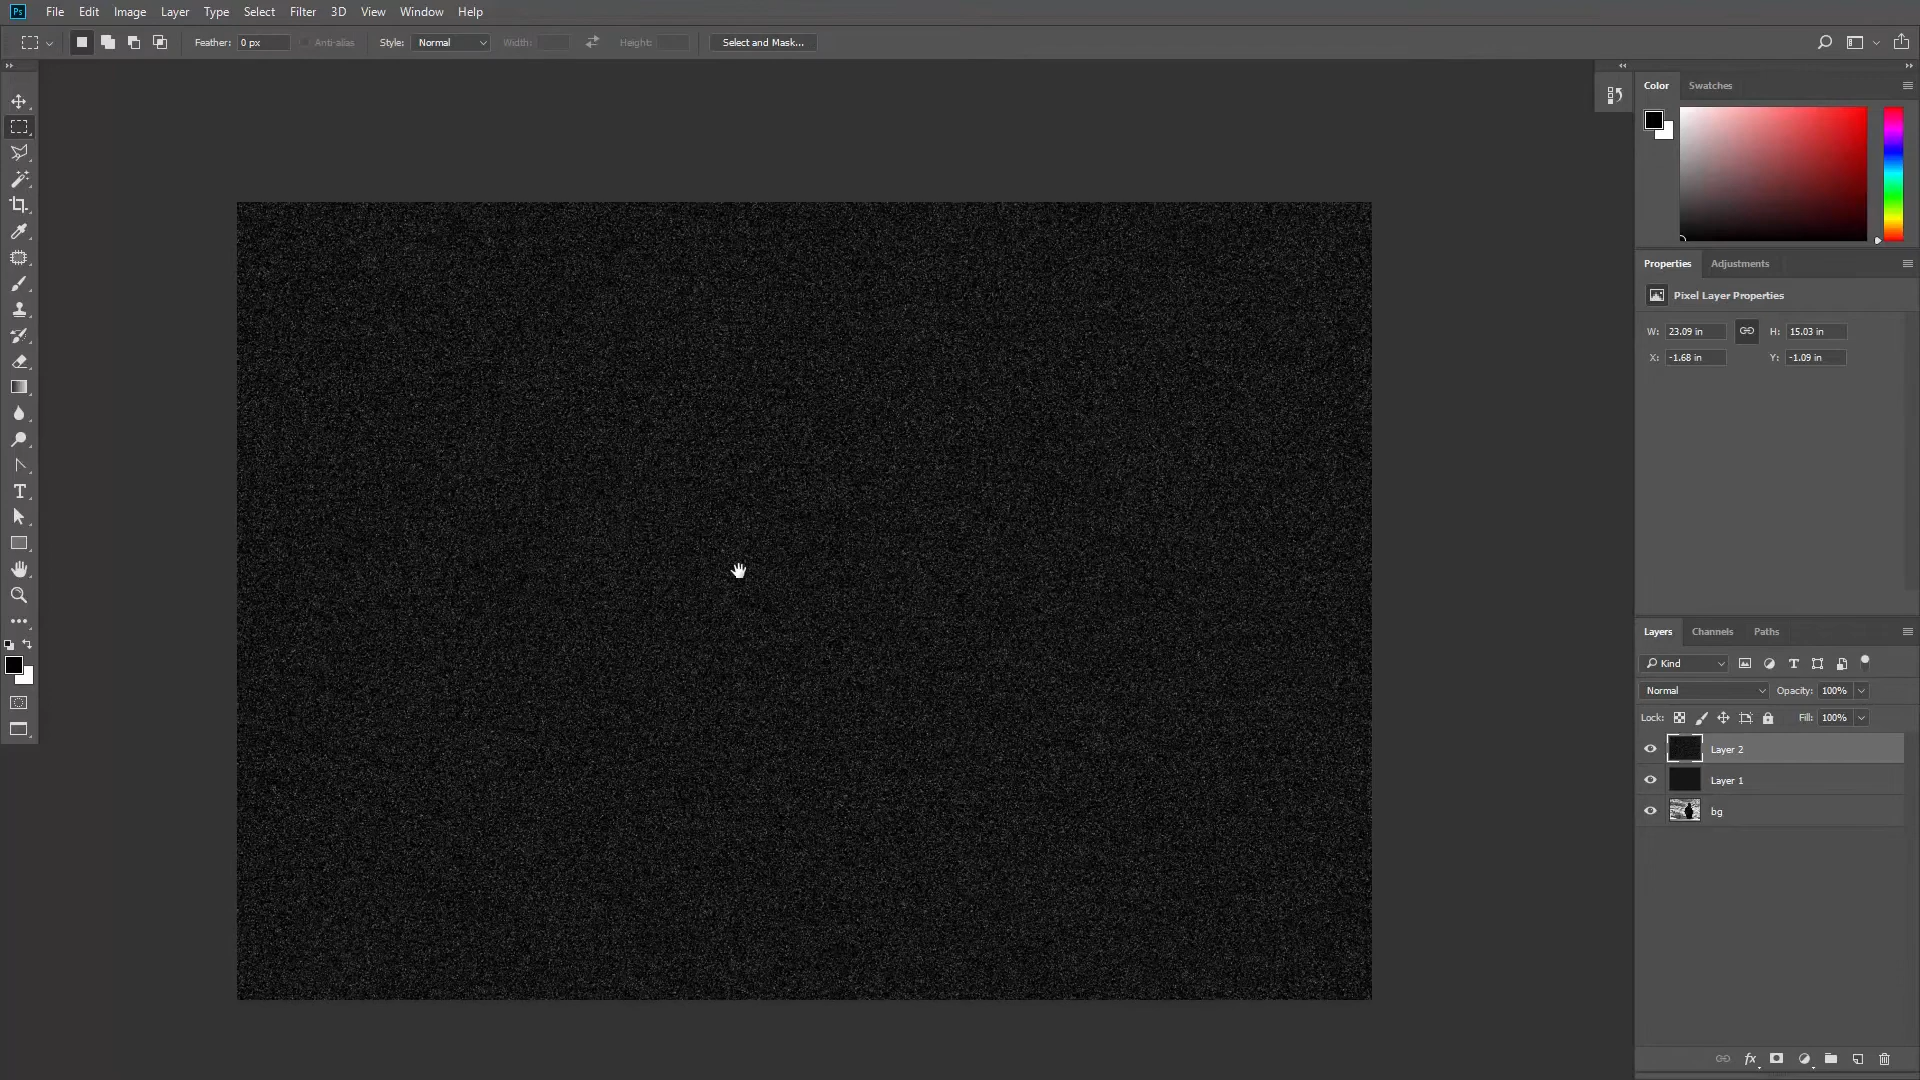 Ps File Edit Image Layer Type Select Filter 3D View Window Help
Feather: 0 px Anti-alias Style: Normal Width: Height: Select and Mask...
Color Swatches
Properties Adjustments
Pixel Layer Properties
W: 23.09 in H: 15.03 in
X: -1.68 in Y: -1.09 in
Layers Channels Paths
Kind
Normal Opacity: 100%
Lock: Fill: 100%
Layer 2
Layer 1
bg
fx